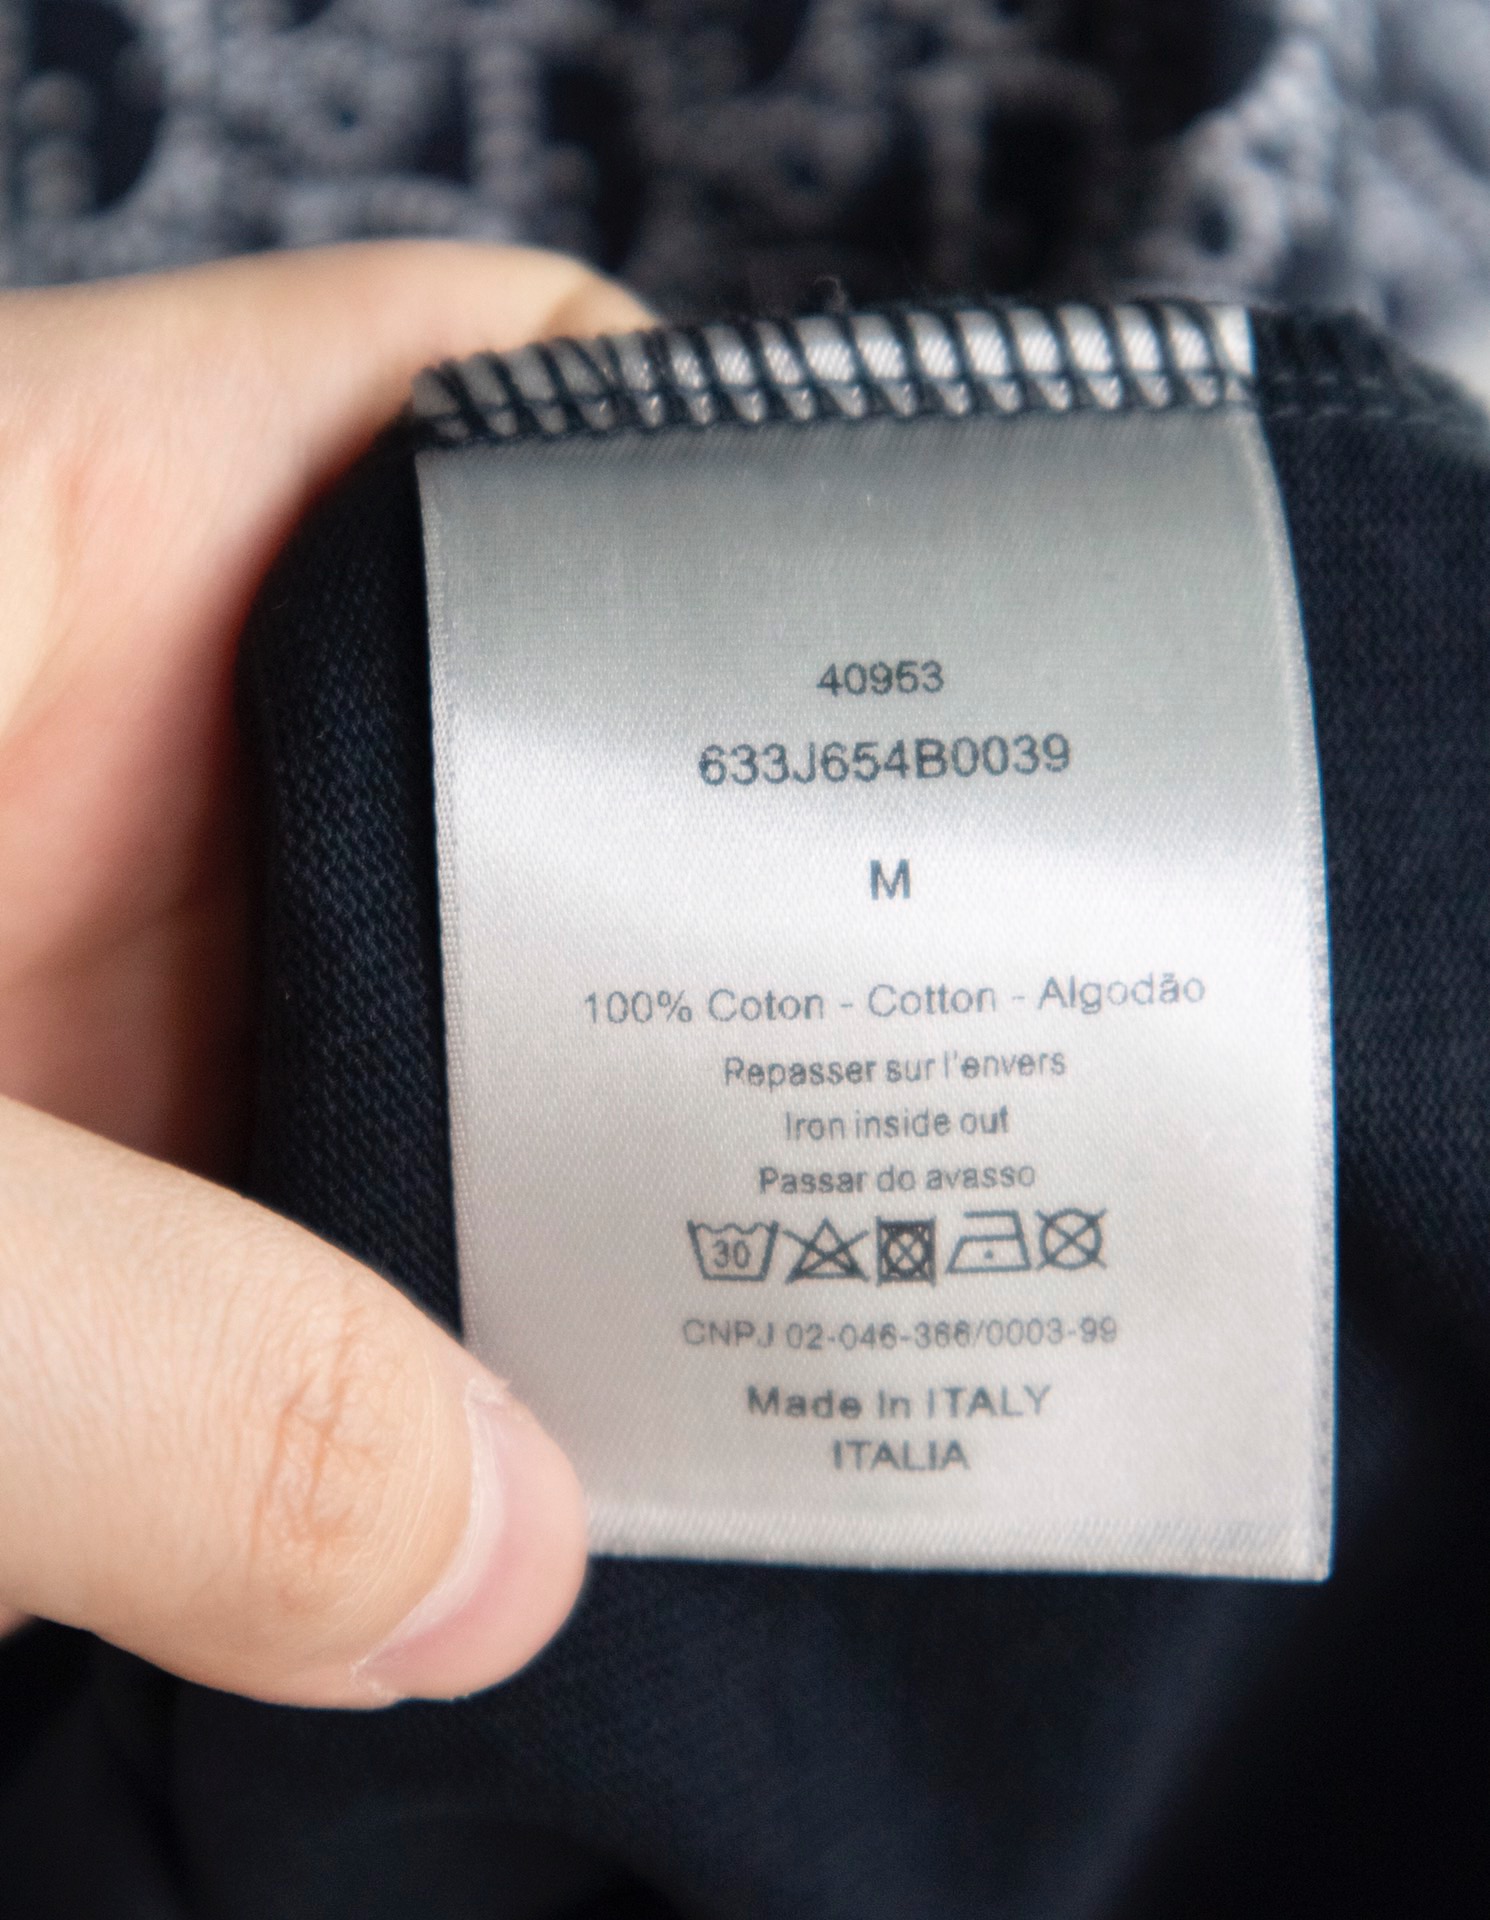 40953
633J654B0039
M
100% Coton - Cotton - Algodão
Repasser sur l'envers
Iron inside out
Passar do avasso
30
CNPJ 02-046-366/0003-99
Made In ITALY
ITALIA